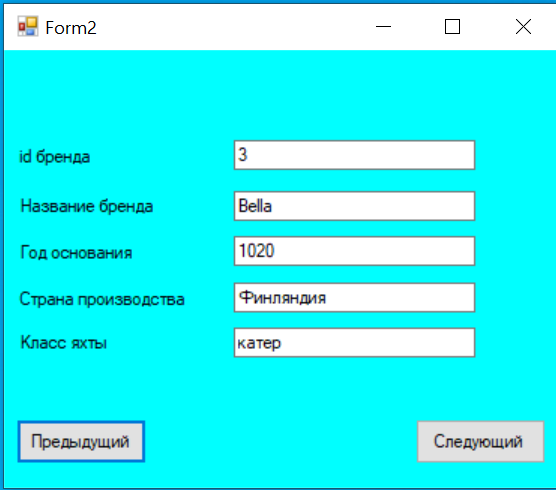 Form2
id бренда 3
Название бренда Bella
Год основания 1020
Страна производства Финляндия
Класс яхты катер
Предыдущий Следующий